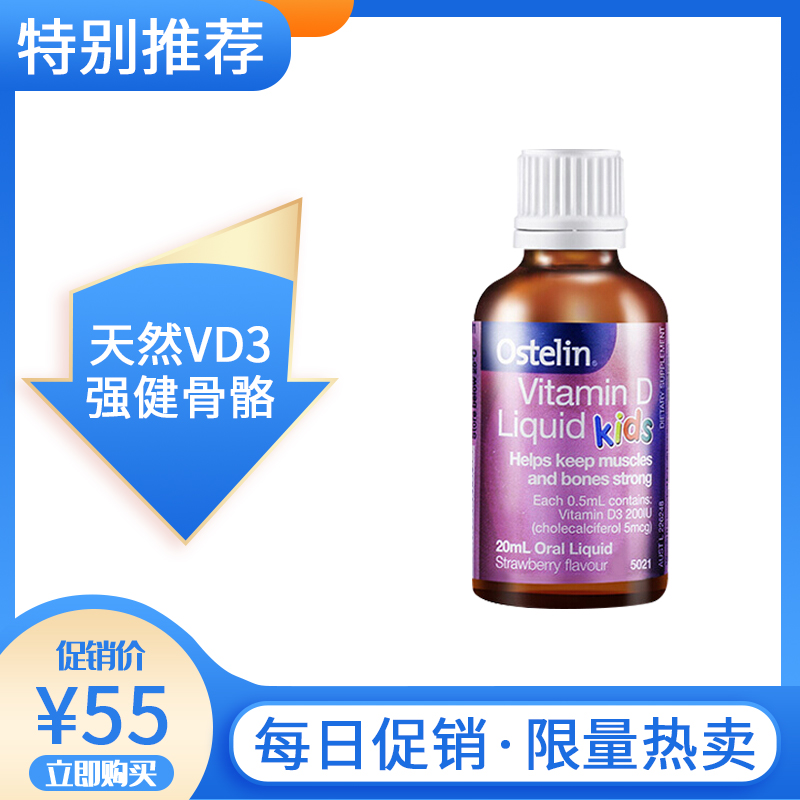 特别推荐
天然VD3
强健骨骼
Ostelin®
Vitamin D
Liquid kids
Helps keep muscles
and bones strong
Each 0.5mL contains:
Vitamin D3 200IU
(cholecalciferol 5mcg)
20mL Oral Liquid
Strawberry flavour 5021
DIETARY SUPPLEMENT
促销价
¥55
立即购买
每日促销·限量热卖